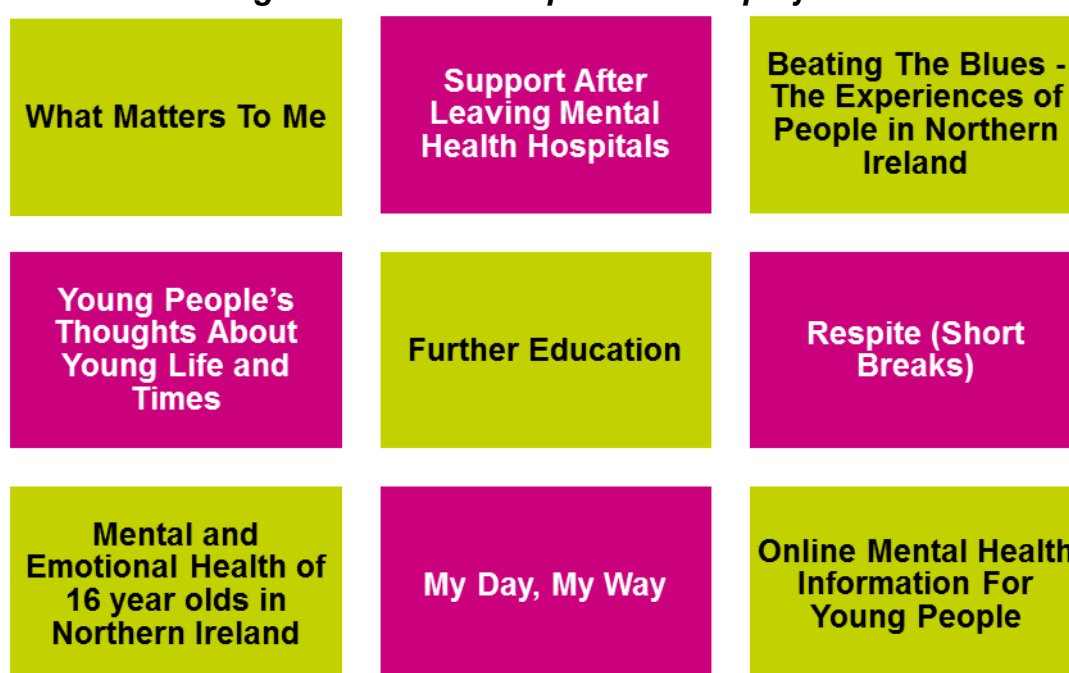 What Matters To Me
Support After
Leaving Mental
Health Hospitals
Beating The Blues -
The Experiences of
People in Northern
Ireland
Young People’s
Thoughts About
Young Life and
Times
Further Education
Respite (Short
Breaks)
Mental and
Emotional Health of
16 year olds in
Northern Ireland
My Day, My Way
Online Mental Health
Information For
Young People